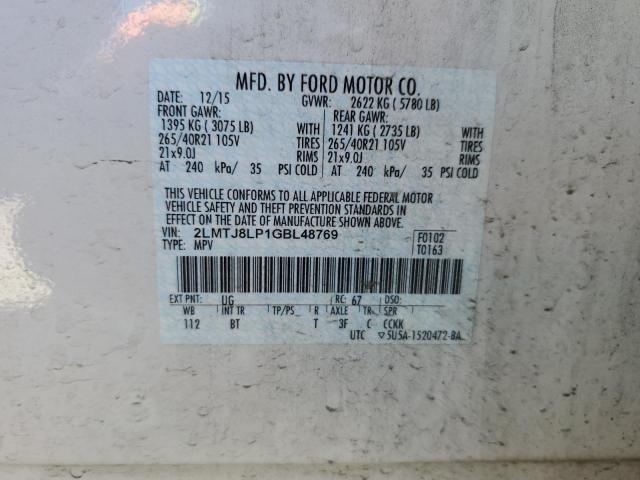 MFD. BY FORD MOTOR CO.
DATE: 12/15 GVWR: 2622 KG ( 5780 LB)
FRONT GAWR: REAR GAWR:
1395 KG ( 3075 LB) WITH 1241 KG ( 2735 LB) WITH
265/40R21 105V TIRES 265/40R21 105V TIRES
21x9.0J RIMS 21x9.0J RIMS
AT 240 kPa/ 35 PSI COLD AT 240 kPa/ 35 PSI COLD
THIS VEHICLE CONFORMS TO ALL APPLICABLE FEDERAL MOTOR
VEHICLE SAFETY AND THEFT PREVENTION STANDARDS IN
EFFECT ON THE DATE OF MANUFACTURE SHOWN ABOVE.
VIN: 2LMTJ8LP1GBL48769 F0102
TYPE: MPV T0163
EXT PNT: UG RC: 67 DSO:
WB INT TR TP/PS R AXLE TR SPR
112 BT T 3F C CCKK
UTC ▽5U5A-1520472-BA